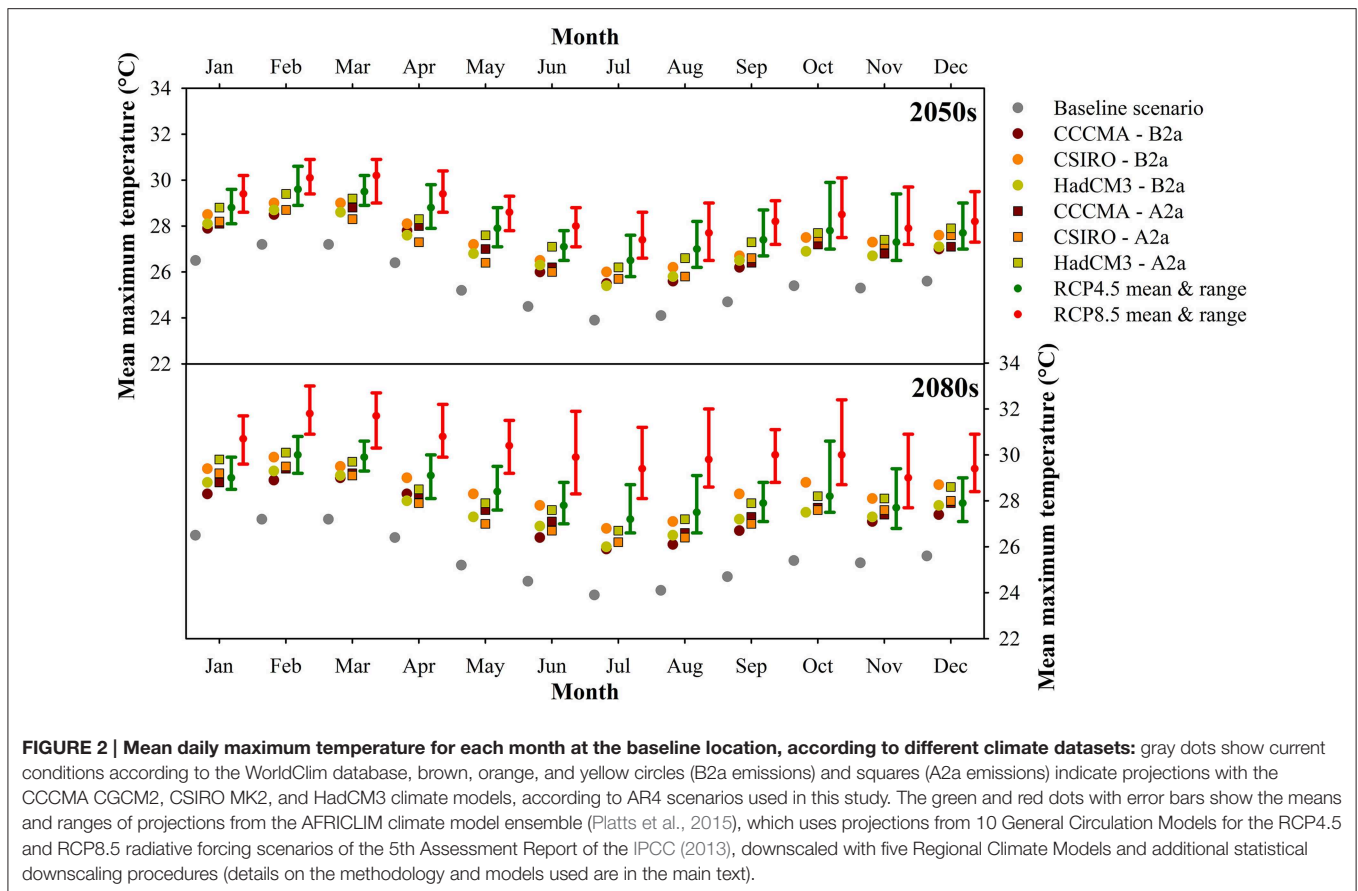 Month
Jan Feb Mar Apr May Jun Jul Aug Sep Oct Nov Dec
Mean maximum temperature (°C)
34
32
30
28
26
24
22
2050s
Baseline scenario
CCCMA - B2a
CSIRO - B2a
HadCM3 - B2a
CCCMA - A2a
CSIRO - A2a
HadCM3 - A2a
RCP4.5 mean & range
RCP8.5 mean & range
2080s
34
32
30
28
26
24
22
Mean maximum temperature (°C)
Jan Feb Mar Apr May Jun Jul Aug Sep Oct Nov Dec
Month
FIGURE 2 | Mean daily maximum temperature for each month at the baseline location, according to different climate datasets: gray dots show current
conditions according to the WorldClim database, brown, orange, and yellow circles (B2a emissions) and squares (A2a emissions) indicate projections with the
CCCMA CGCM2, CSIRO MK2, and HadCM3 climate models, according to AR4 scenarios used in this study. The green and red dots with error bars show the means
and ranges of projections from the AFRICLIM climate model ensemble (Platts et al., 2015), which uses projections from 10 General Circulation Models for the RCP4.5
and RCP8.5 radiative forcing scenarios of the 5th Assessment Report of the IPCC (2013), downscaled with five Regional Climate Models and additional statistical
downscaling procedures (details on the methodology and models used are in the main text).